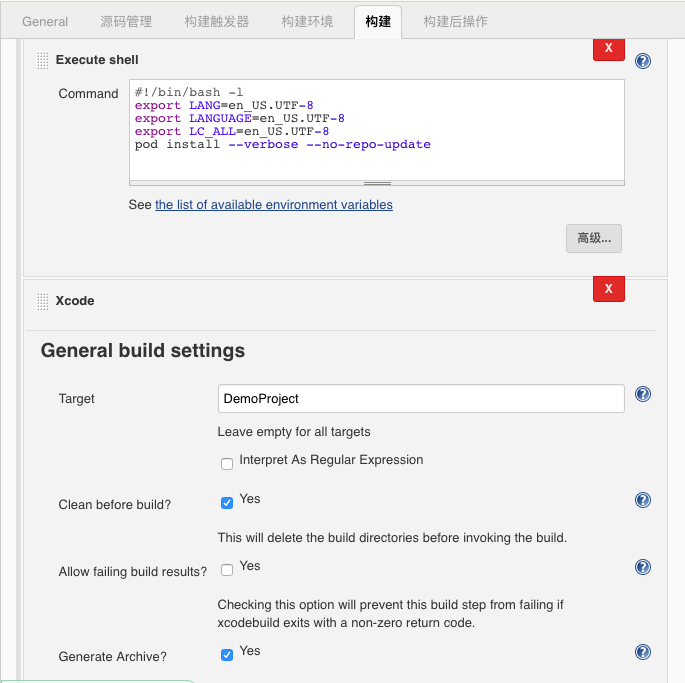 General 源码管理 构建触发器 构建环境 构建 构建后操作
Execute shell X ?
Command
#!/bin/bash -l
export LANG=en_US.UTF-8
export LANGUAGE=en_US.UTF-8
export LC_ALL=en_US.UTF-8
pod install --verbose --no-repo-update
See the list of available environment variables
高级...
Xcode X
General build settings
Target DemoProject ?
Leave empty for all targets
Interpret As Regular Expression
Clean before build? Yes ?
This will delete the build directories before invoking the build.
Allow failing build results? Yes ?
Checking this option will prevent this build step from failing if
xcodebuild exits with a non-zero return code.
Generate Archive? Yes ?